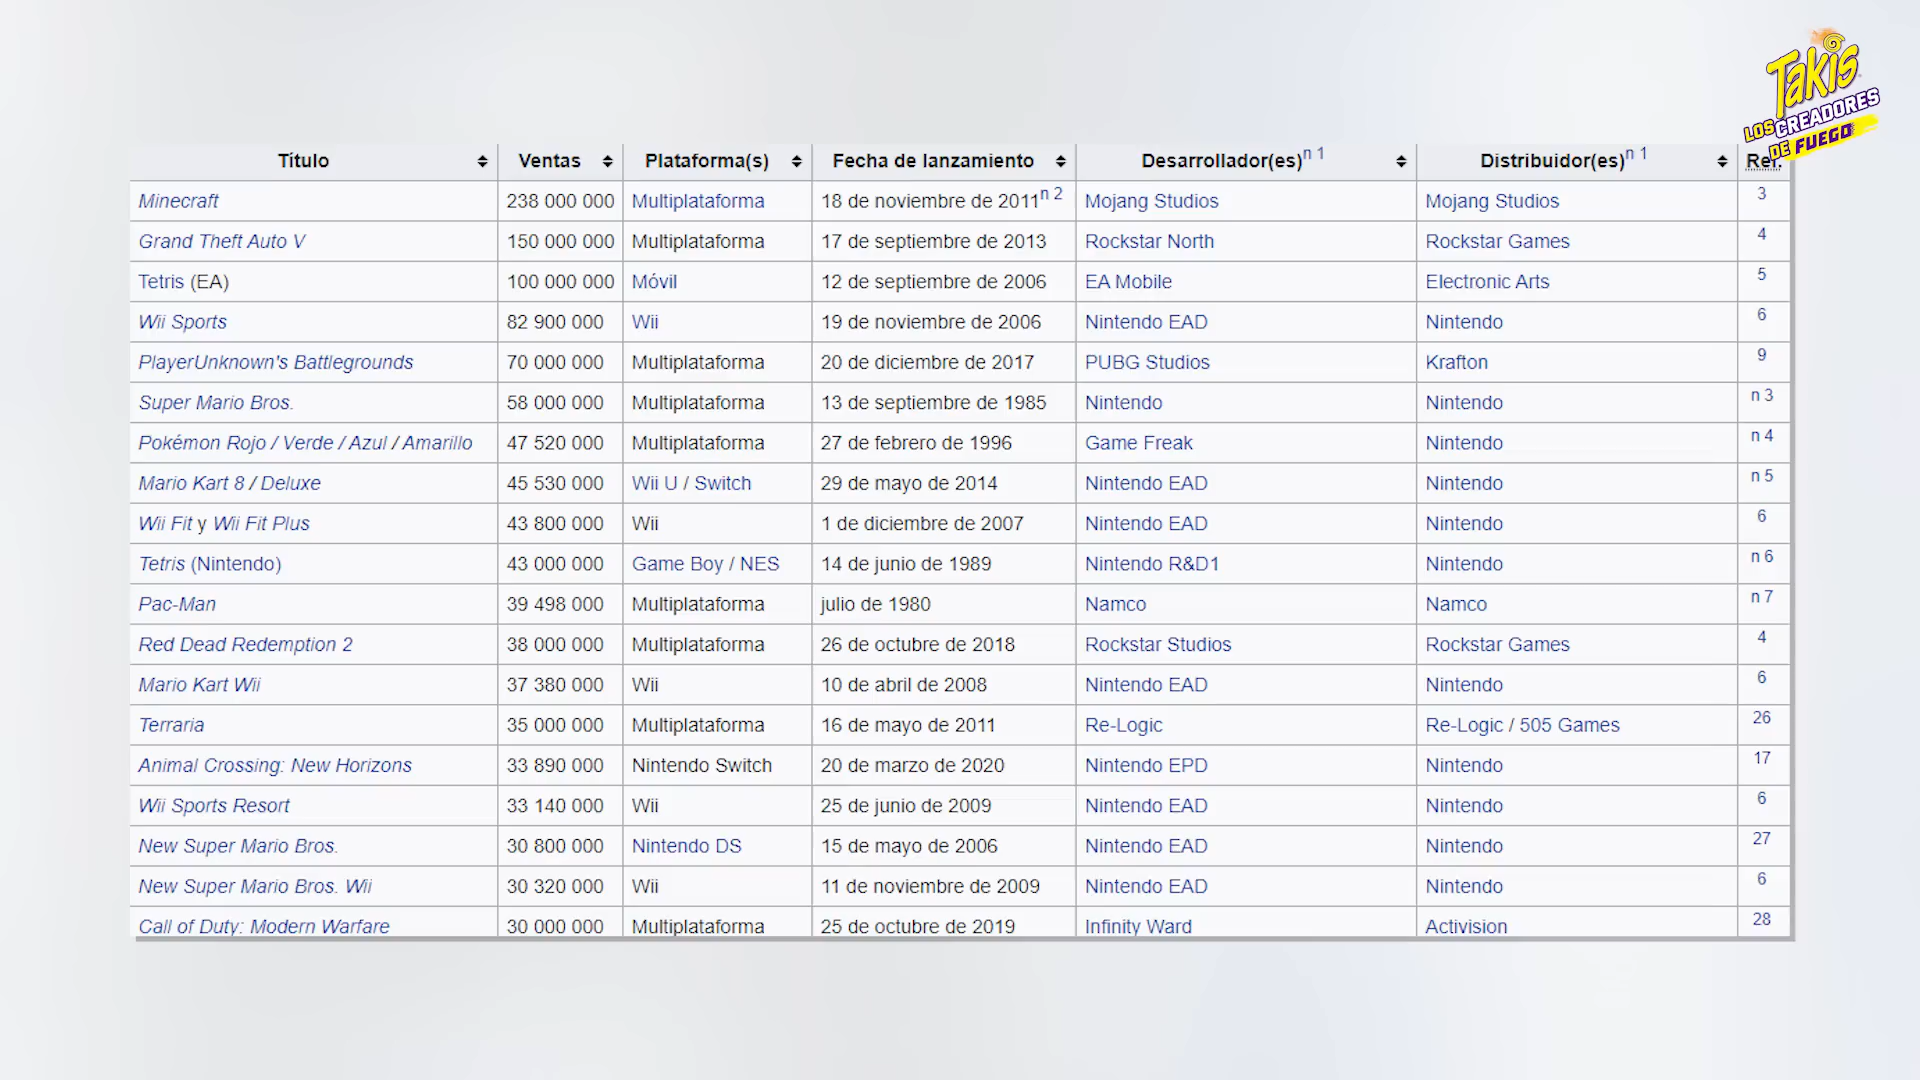 Takis
LOS CREADORES
DE FUEGO
Título Ventas Plataforma(s) Fecha de lanzamiento Desarrollador(es)n 1 Distribuidor(es)n 1 Ref.
Minecraft 238 000 000 Multiplataforma 18 de noviembre de 2011n 2 Mojang Studios Mojang Studios 3
Grand Theft Auto V 150 000 000 Multiplataforma 17 de septiembre de 2013 Rockstar North Rockstar Games 4
Tetris (EA) 100 000 000 Móvil 12 de septiembre de 2006 EA Mobile Electronic Arts 5
Wii Sports 82 900 000 Wii 19 de noviembre de 2006 Nintendo EAD Nintendo 6
PlayerUnknown's Battlegrounds 70 000 000 Multiplataforma 20 de diciembre de 2017 PUBG Studios Krafton 9
Super Mario Bros. 58 000 000 Multiplataforma 13 de septiembre de 1985 Nintendo Nintendo n 3
Pokémon Rojo / Verde / Azul / Amarillo 47 520 000 Multiplataforma 27 de febrero de 1996 Game Freak Nintendo n 4
Mario Kart 8 / Deluxe 45 530 000 Wii U / Switch 29 de mayo de 2014 Nintendo EAD Nintendo n 5
Wii Fit y Wii Fit Plus 43 800 000 Wii 1 de diciembre de 2007 Nintendo EAD Nintendo 6
Tetris (Nintendo) 43 000 000 Game Boy / NES 14 de junio de 1989 Nintendo R&D1 Nintendo n 6
Pac-Man 39 498 000 Multiplataforma julio de 1980 Namco Namco n 7
Red Dead Redemption 2 38 000 000 Multiplataforma 26 de octubre de 2018 Rockstar Studios Rockstar Games 4
Mario Kart Wii 37 380 000 Wii 10 de abril de 2008 Nintendo EAD Nintendo 6
Terraria 35 000 000 Multiplataforma 16 de mayo de 2011 Re-Logic Re-Logic / 505 Games 26
Animal Crossing: New Horizons 33 890 000 Nintendo Switch 20 de marzo de 2020 Nintendo EPD Nintendo 17
Wii Sports Resort 33 140 000 Wii 25 de junio de 2009 Nintendo EAD Nintendo 6
New Super Mario Bros. 30 800 000 Nintendo DS 15 de mayo de 2006 Nintendo EAD Nintendo 27
New Super Mario Bros. Wii 30 320 000 Wii 11 de noviembre de 2009 Nintendo EAD Nintendo 6
Call of Duty: Modern Warfare 30 000 000 Multiplataforma 25 de octubre de 2019 Infinity Ward Activision 28